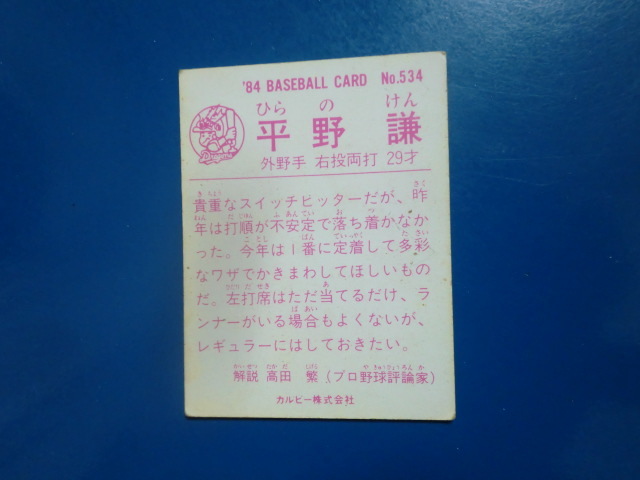 '84 BASEBALL CARD No.534
ひら の けん
平野 謙
外野手 右投両打 29才
貴重なスイッチヒッターだが、昨
年は打順が不安定で落ち着かなか
った。今年は1番に定着して多彩
なワザでかきまわしてほしいもの
だ。左打席はただ当てるだけ、ラ
ンナーがいる場合もよくないが、
レギュラーにはしておきたい。
解説 高田 繁 (プロ野球評論家)
カルビー株式会社